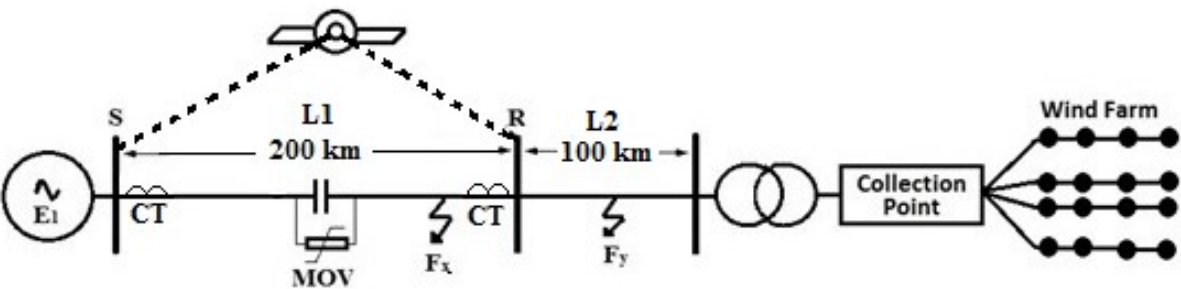 S
L1
200 km
R
L2
100 km
Wind Farm
E1
CT
MOV
Fx
CT
Fy
Collection
Point